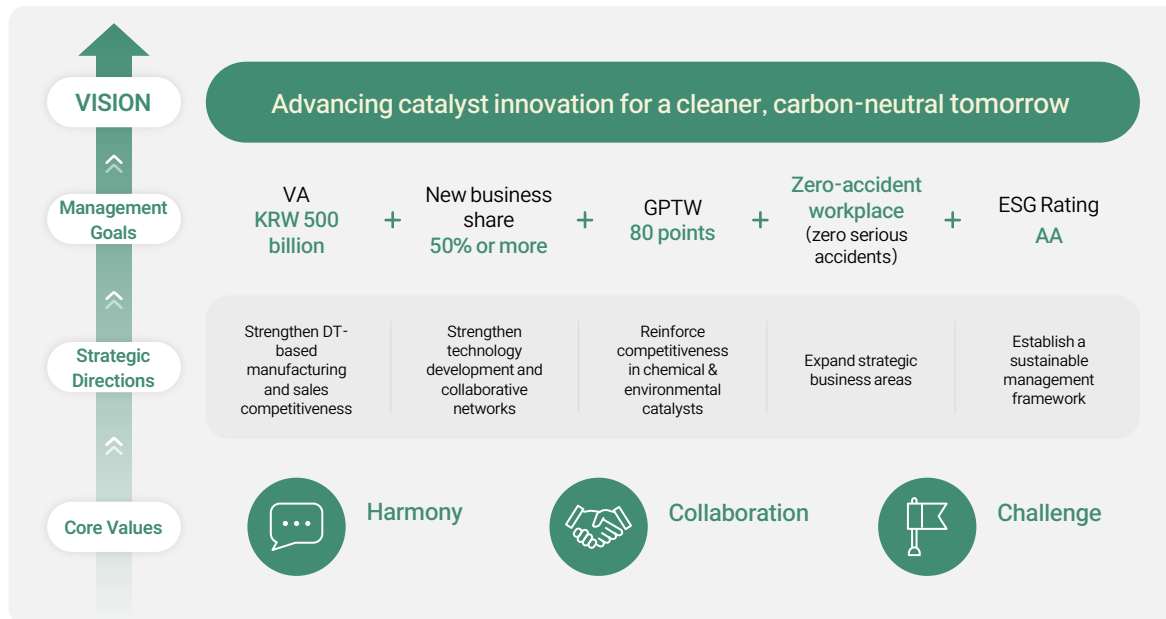 VISION
Advancing catalyst innovation for a cleaner, carbon-neutral tomorrow
Management
Goals
VA
KRW 500
billion
+
New business
share
50% or more
+
GPTW
80 points
+
Zero-accident
workplace
(zero serious
accidents)
+
ESG Rating
AA
Strategic
Directions
Strengthen DT-
based
manufacturing
and sales
competitiveness
Strengthen
technology
development and
collaborative
networks
Reinforce
competitiveness
in chemical &
environmental
catalysts
Expand strategic
business areas
Establish a
sustainable
management
framework
Core Values
Harmony
Collaboration
Challenge